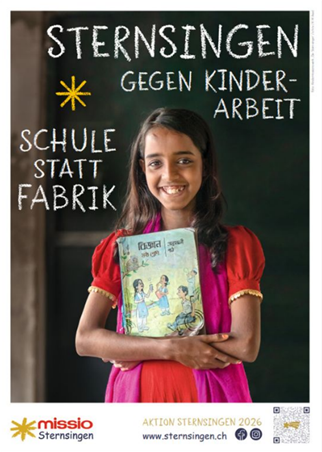 STERNSINGEN
GEGEN KINDER-
ARBEIT
SCHULE
STATT
FABRIK
বিজ্ঞান
missio
Sternsingen
AKTION STERNSINGEN 2026
www.sternsingen.ch